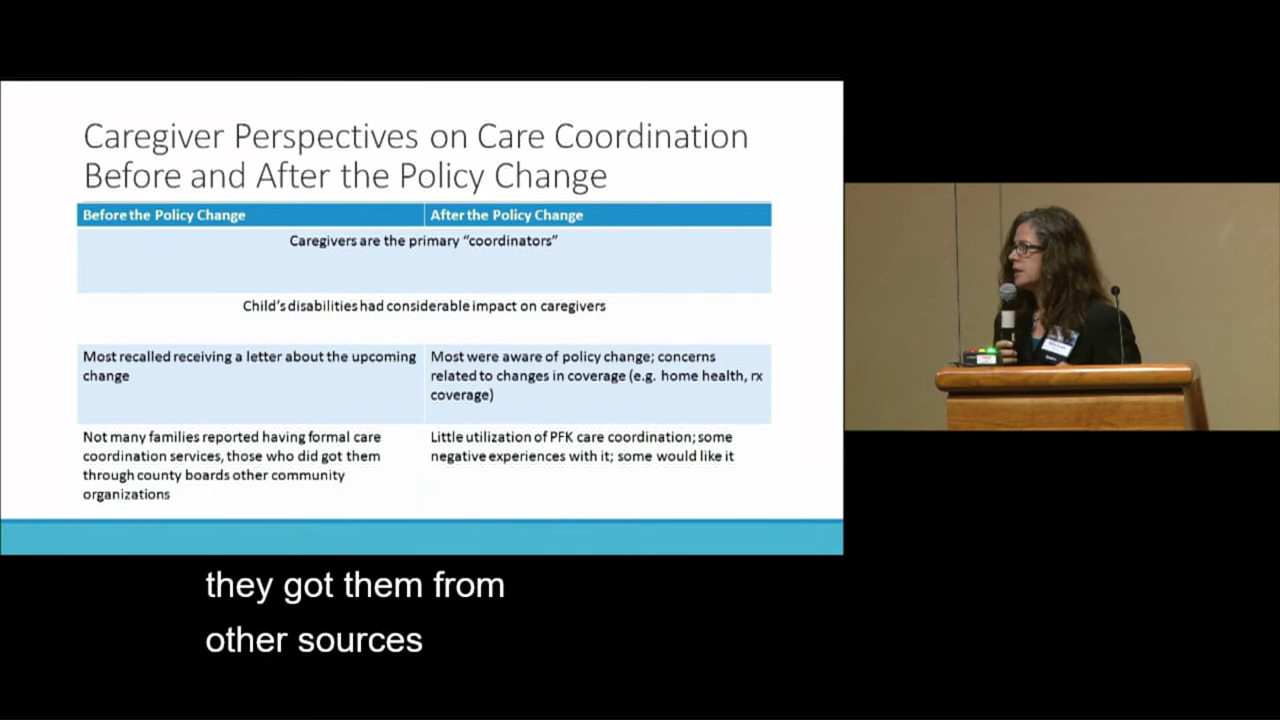 Caregiver Perspectives on Care Coordination
Before and After the Policy Change
Before the Policy Change
After the Policy Change
Caregivers are the primary “coordinators”
Child’s disabilities had considerable impact on caregivers
Most recalled receiving a letter about the upcoming
change
Most were aware of policy change; concerns
related to changes in coverage (e.g. home health, rx
coverage)
Not many families reported having formal care
coordination services, those who did got them
through county boards other community
organizations
Little utilization of PFK care coordination; some
negative experiences with it; some would like it
they got them from
other sources